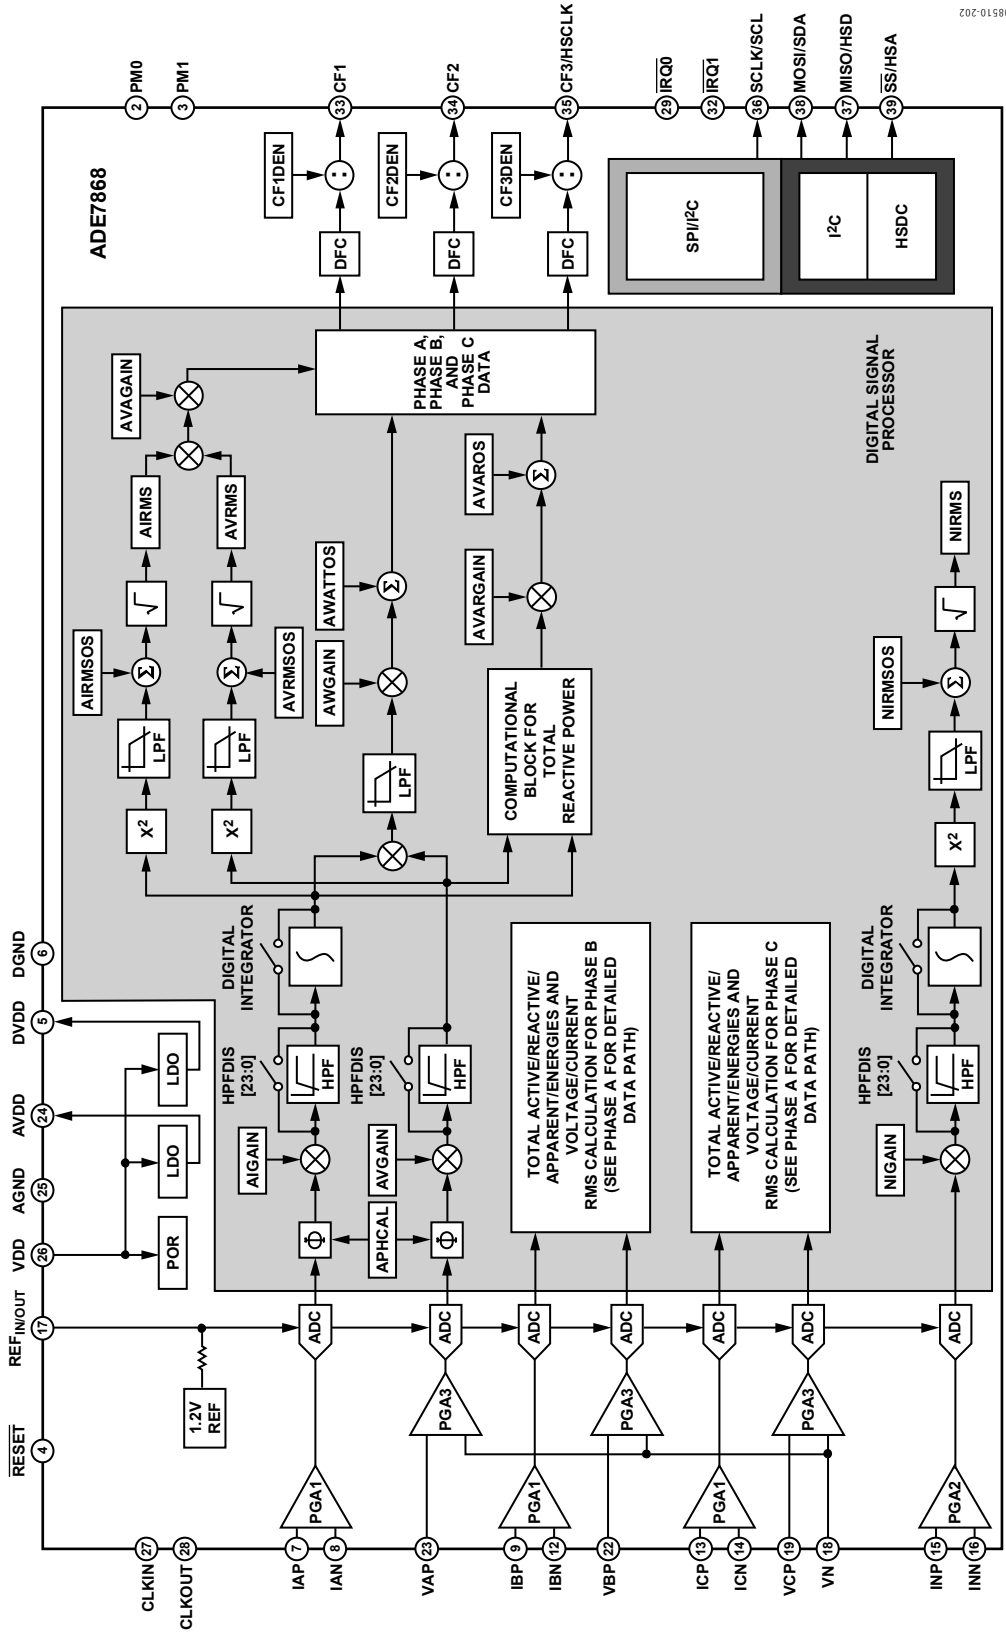 08510-202
ADE7868
RESET
4
REF IN/OUT
17
VDD
26
AGND
25
AVDD
24
DVDD
5
DGND
6
1.2V
REF
POR
LDO
LDO
CLKIN
27
CLKOUT
28
IAP
7
IAN
8
VAP
23
IBP
9
IBN
12
VBP
22
ICP
13
ICN
14
VCP
19
VN
18
INP
15
INN
16
PGA1
PGA3
PGA1
PGA3
PGA1
PGA3
PGA2
ADC
ADC
ADC
ADC
ADC
ADC
ADC
Φ
APHCAL
Φ
AIGAIN
HPFDIS
[23:0]
HPF
DIGITAL
INTEGRATOR
AVGAIN
HPFDIS
[23:0]
HPF
X²
LPF
AIRMSOS
Σ
√
AIRMS
X²
LPF
AVRMSOS
Σ
√
AVRMS
AVAGAIN
LPF
AWGAIN
AWATTOS
Σ
COMPUTATIONAL
BLOCK FOR
TOTAL
REACTIVE POWER
AVARGAIN
AVAROS
Σ
PHASE A,
PHASE B,
AND
PHASE C
DATA
TOTAL ACTIVE/REACTIVE/
APPARENT/ENERGIES AND
VOLTAGE/CURRENT
RMS CALCULATION FOR PHASE B
(SEE PHASE A FOR DETAILED
DATA PATH)
TOTAL ACTIVE/REACTIVE/
APPARENT/ENERGIES AND
VOLTAGE/CURRENT
RMS CALCULATION FOR PHASE C
(SEE PHASE A FOR DETAILED
DATA PATH)
NIGAIN
HPFDIS
[23:0]
HPF
DIGITAL
INTEGRATOR
X²
LPF
NIRMSOS
Σ
√
NIRMS
DIGITAL SIGNAL
PROCESSOR
DFC
CF1DEN
:
DFC
CF2DEN
:
DFC
CF3DEN
:
SPI/I²C
I²C
HSDC
2 PM0
3 PM1
33 CF1
34 CF2
35 CF3/HSCLK
29 IRQ0
32 IRQ1
36 SCLK/SCL
38 MOSI/SDA
37 MISO/HSD
39 SS/HSA